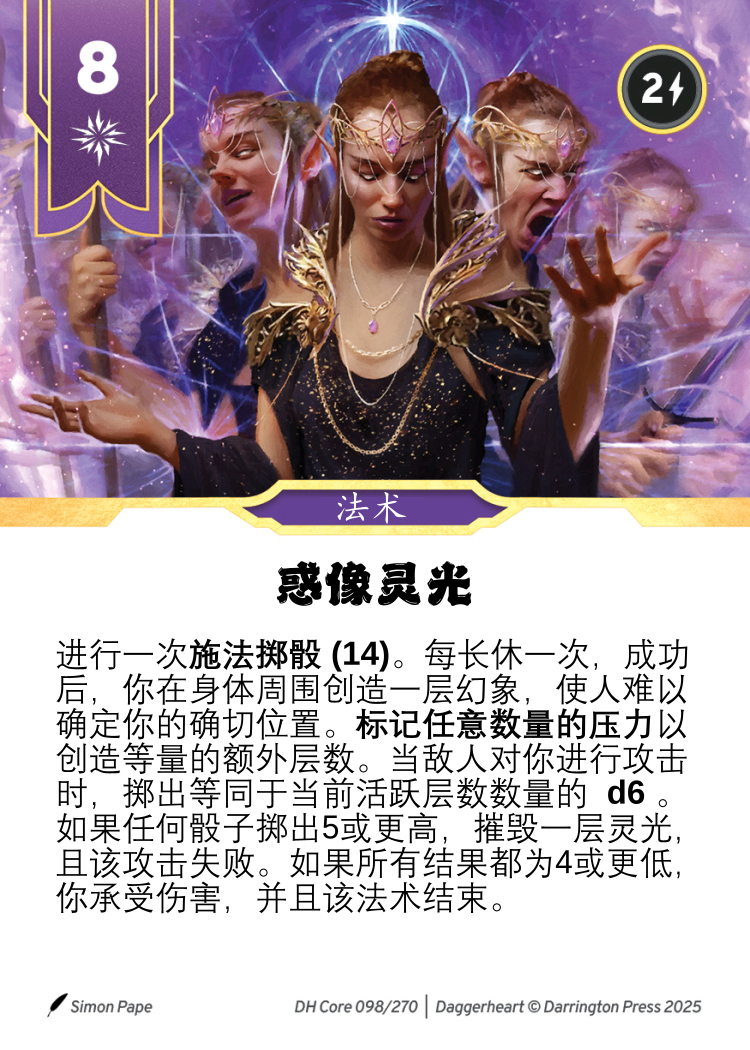 8
2
法术
惑像灵光
进行一次施法掷骰 (14)。每长休一次，成功
后，你在身体周围创造一层幻象，使人难以
确定你的确切位置。标记任意数量的压力以
创造等量的额外层数。当敌人对你进行攻击
时，掷出等同于当前活跃层数数量的 d6 。
如果任何骰子掷出5或更高，摧毁一层灵光，
且该攻击失败。如果所有结果都为4或更低，
你承受伤害，并且该法术结束。
Simon Pape DH Core 098/270 | Daggerheart © Darrington Press 2025